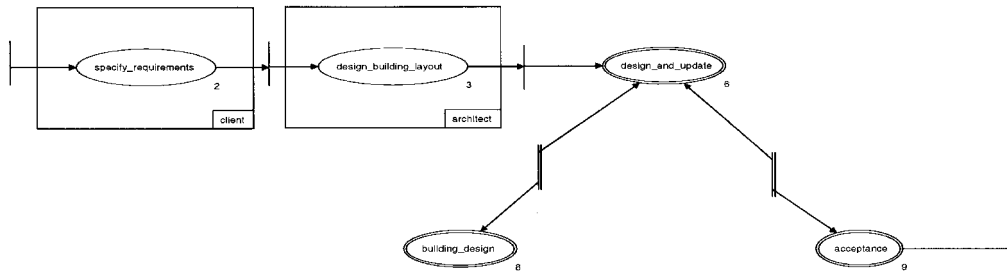 specify_requirements
2
client
design_building_layout
3
architect
design_and_update
6
building_design
8
acceptance
9